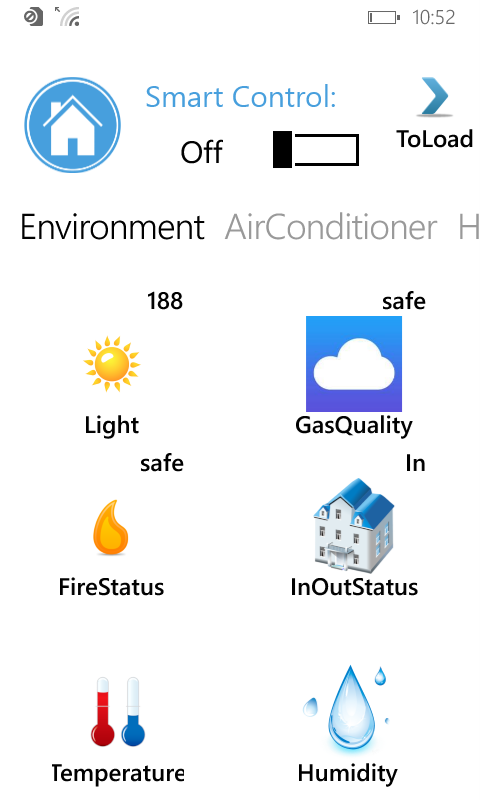 10:52
Smart Control:
Off
ToLoad
Environment AirConditioner H
188 safe
Light GasQuality
safe In
FireStatus InOutStatus
Temperature Humidity